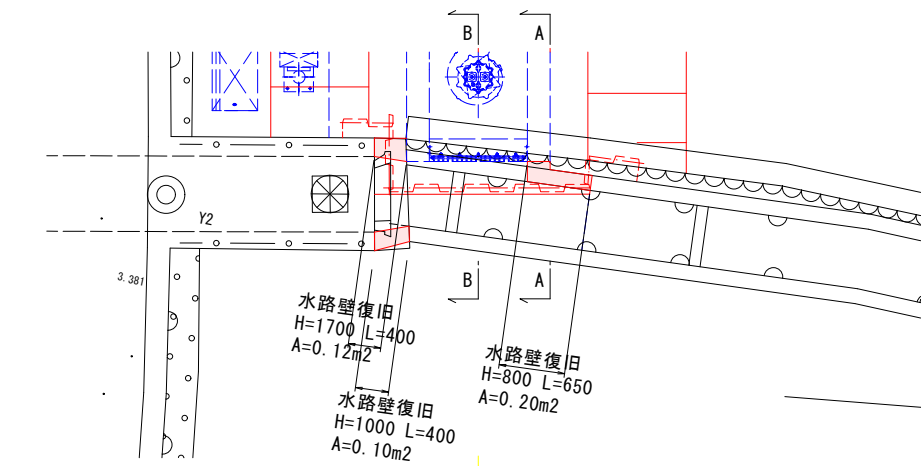 B
A
Y2
3.381
B
A
水路壁復旧
H=1700 L=400
A=0.12m2
水路壁復旧
H=800 L=650
A=0.20m2
水路壁復旧
H=1000 L=400
A=0.10m2